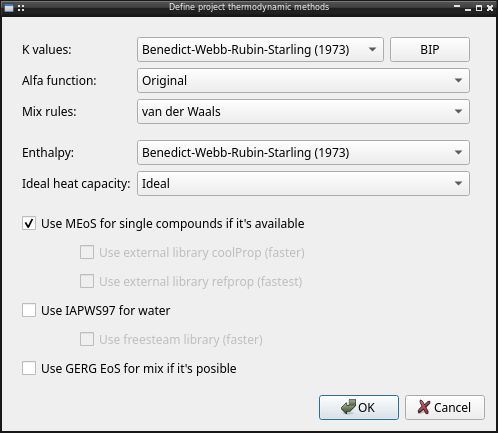 Define project thermodynamic methods
K values: Benedict-Webb-Rubin-Starling (1973) BIP
Alfa function: Original
Mix rules: van der Waals
Enthalpy: Benedict-Webb-Rubin-Starling (1973)
Ideal heat capacity: Ideal
Use MEoS for single compounds if it's available
Use external library coolProp (faster)
Use external library refprop (fastest)
Use IAPWS97 for water
Use freesteam library (faster)
Use GERG EoS for mix if it's posible
OK Cancel